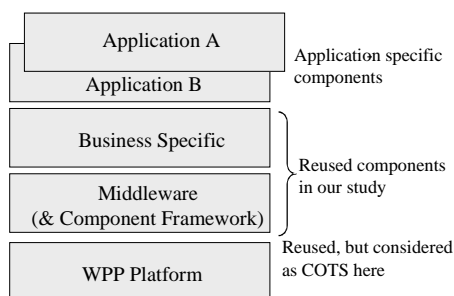 Application A
Application B
Application specific
components
Business Specific
Middleware
(& Component Framework)
Reused components
in our study
WPP Platform
Reused, but considered
as COTS here